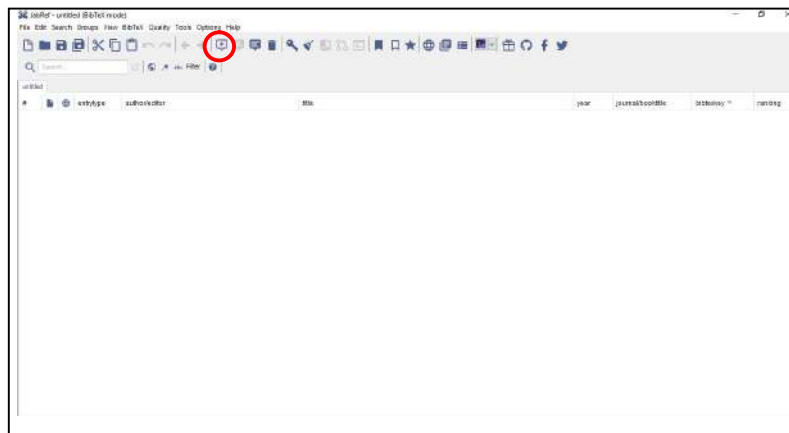 JabRef - untitled (BibTeX mode)
File Edit Search Groups View BibTeX Quality Tools Options Help
Search... Filter
untitled
# entrytype author/editor title year journal/booktitle bibtexkey ranking